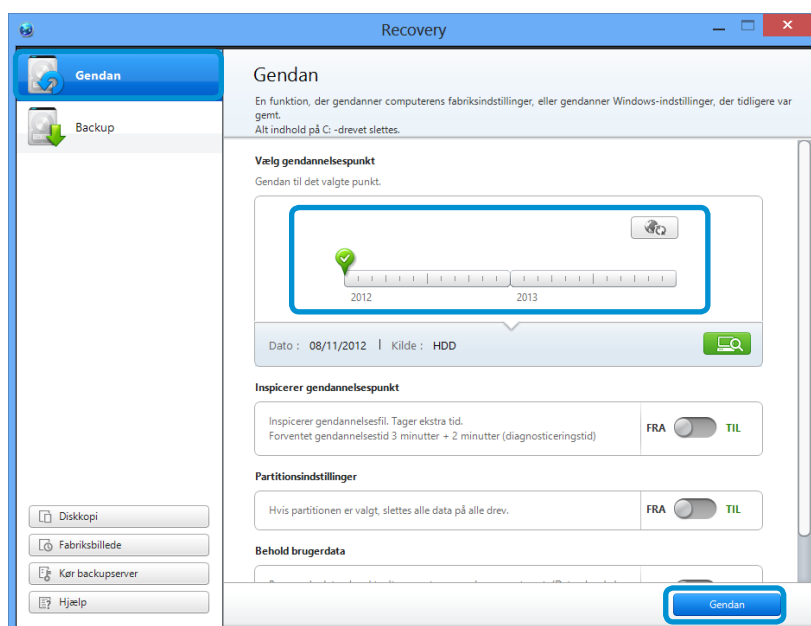 Recovery
Gendan
Backup
Diskkopi
Fabriksbillede
Kør backupserver
Hjælp
Gendan
En funktion, der gendanner computerens fabriksindstillinger, eller gendanner Windows-indstillinger, der tidligere var
gemt.
Alt indhold på C: -drevet slettes.
Vælg gendannelsespunkt
Gendan til det valgte punkt.
2012 2013
Dato : 08/11/2012 | Kilde : HDD
Inspicerer gendannelsespunkt
Inspicerer gendannelsesfil. Tager ekstra tid.
Forventet gendannelsestid 3 minutter + 2 minutter (diagnosticeringstid)
FRA TIL
Partitionsindstillinger
Hvis partitionen er valgt, slettes alle data på alle drev.
FRA TIL
Behold brugerdata
Gendan